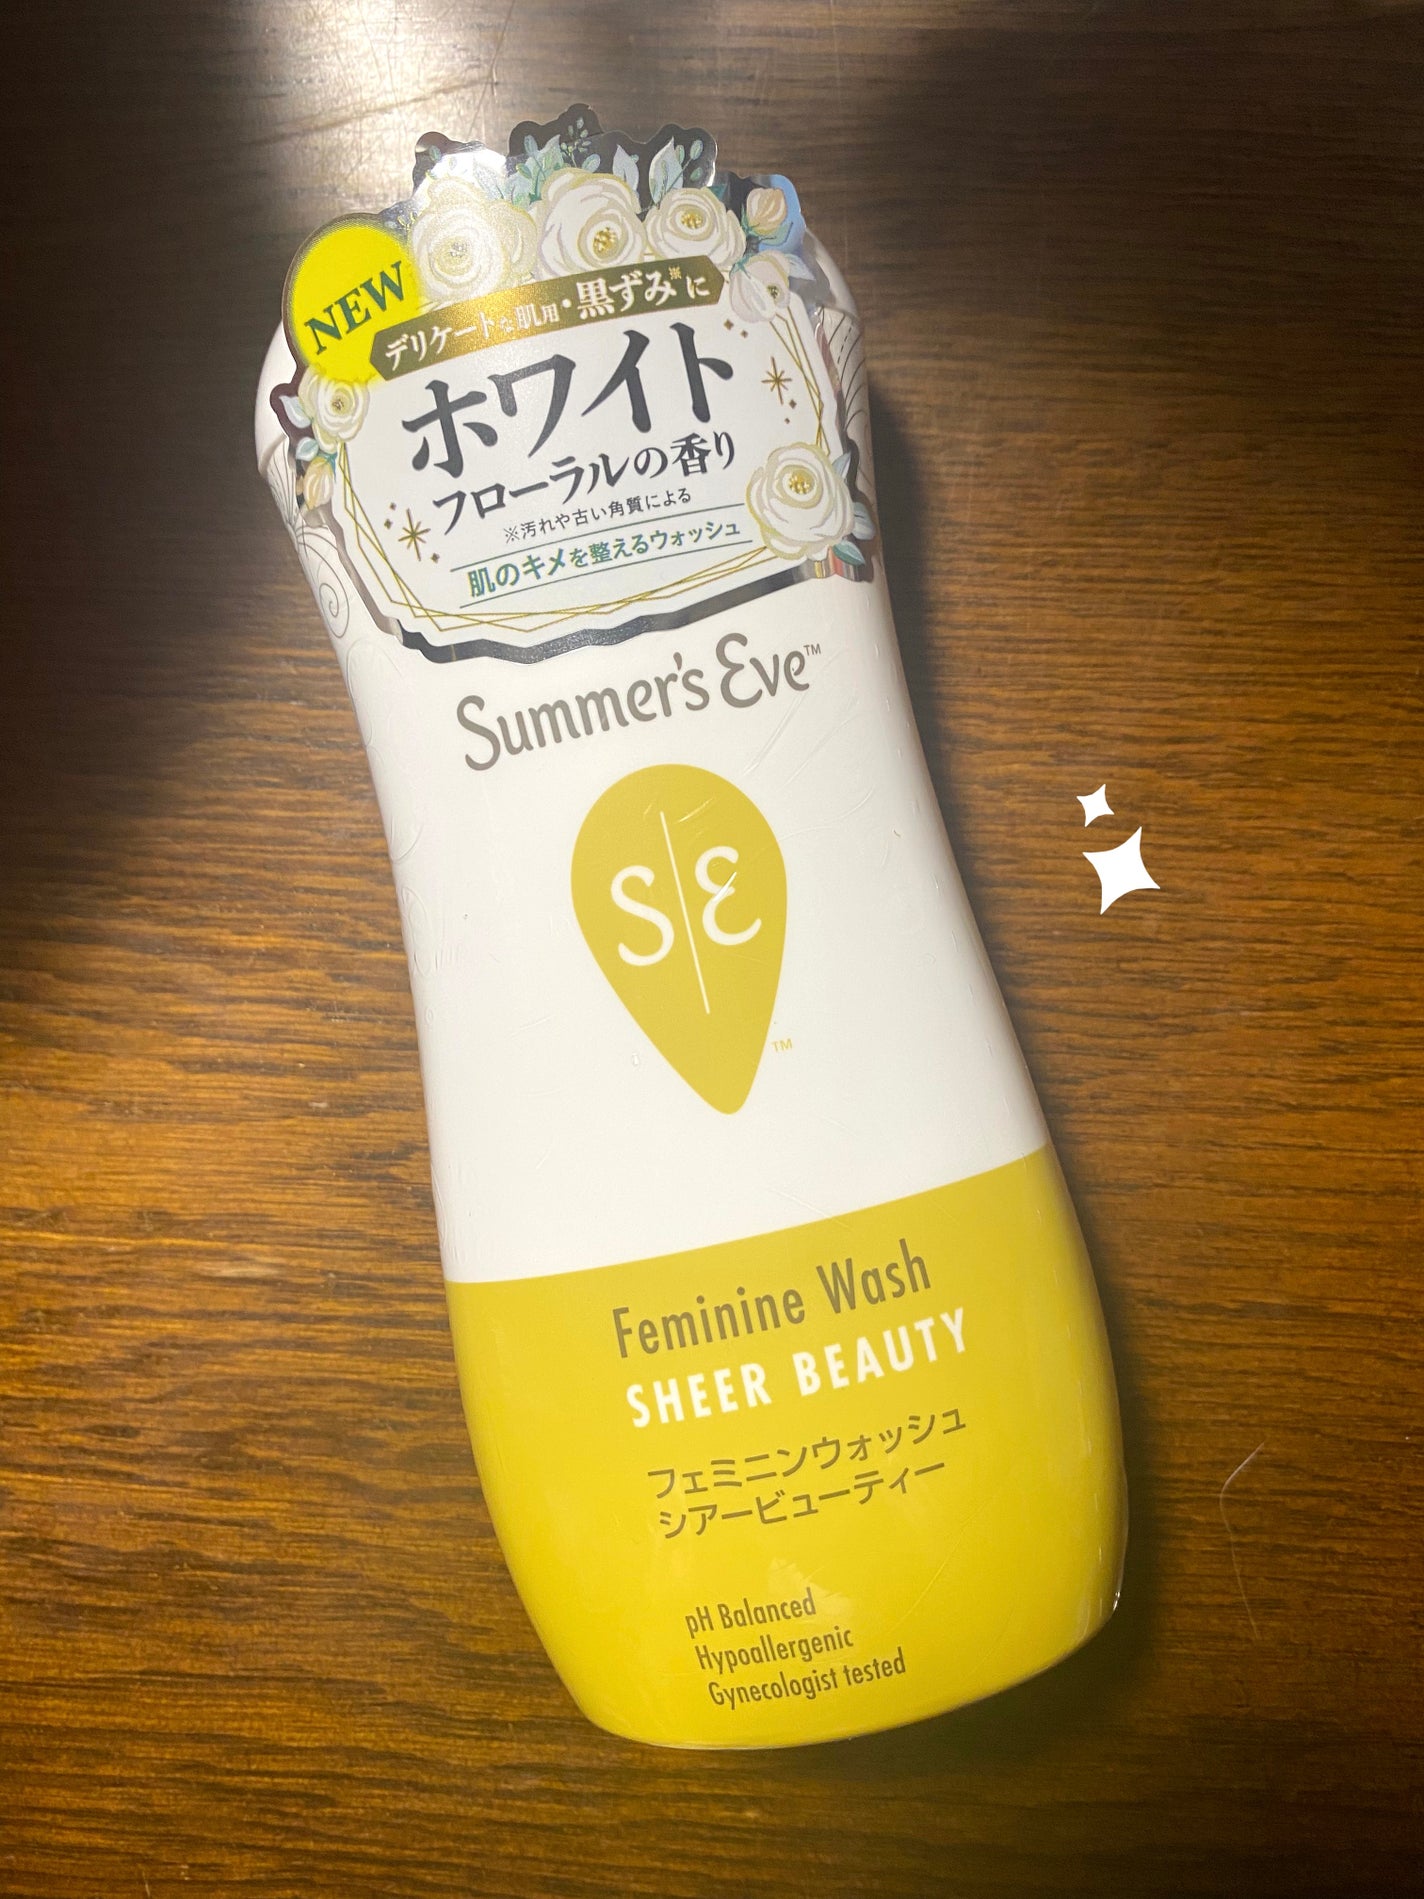 NEW
デリケートな肌用・黒ずみ※に
ホワイト
フローラルの香り
※汚れや古い角質による
肌のキメを整えるウォッシュ
Summer's Eve™
S|E
™
Feminine Wash
SHEER BEAUTY
フェミニンウォッシュ
シアービューティー
pH Balanced
Hypoallergenic
Gynecologist tested